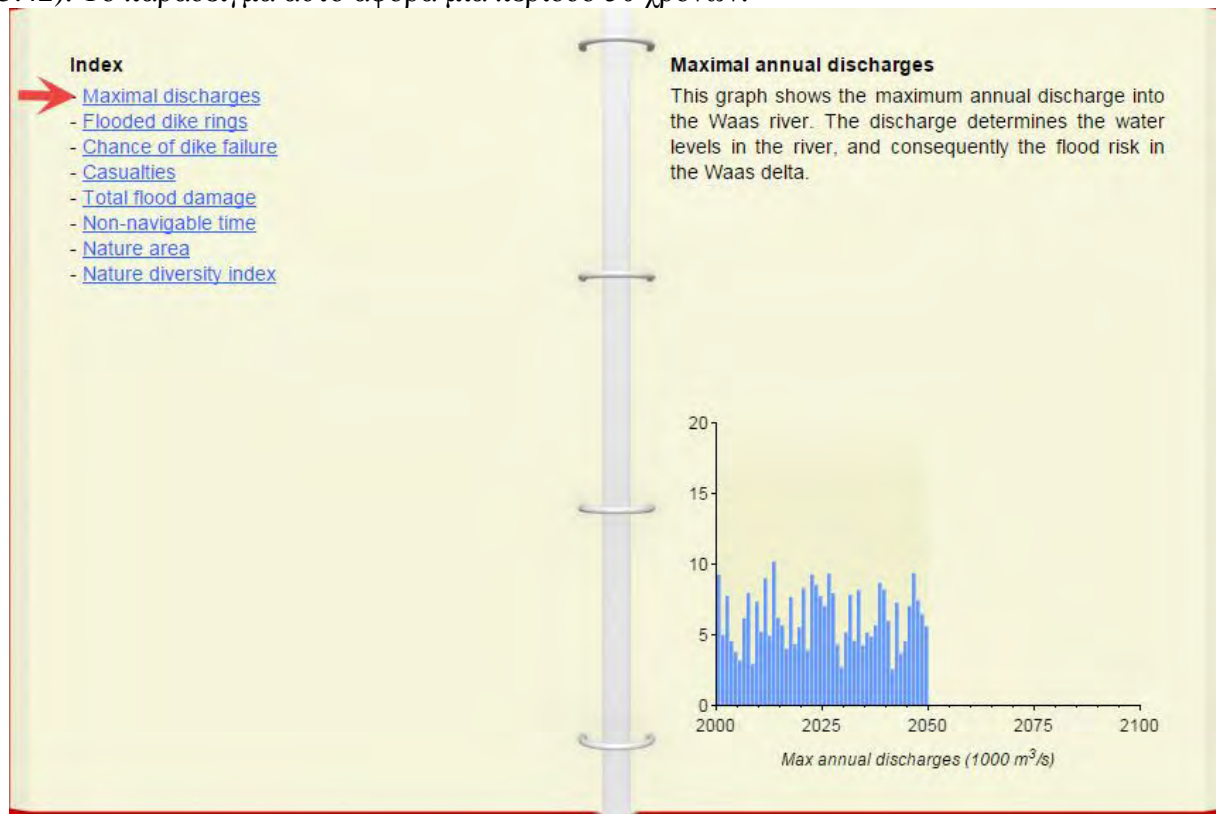 Index
- Maximal discharges
- Flooded dike rings
- Chance of dike failure
- Casualties
- Total flood damage
- Non-navigable time
- Nature area
- Nature diversity index
Maximal annual discharges
This graph shows the maximum annual discharge into
the Waas river. The discharge determines the water
levels in the river, and consequently the flood risk in
the Waas delta.
20
15
10
5
0
2000 2025 2050 2075 2100
Max annual discharges (1000 m³/s)